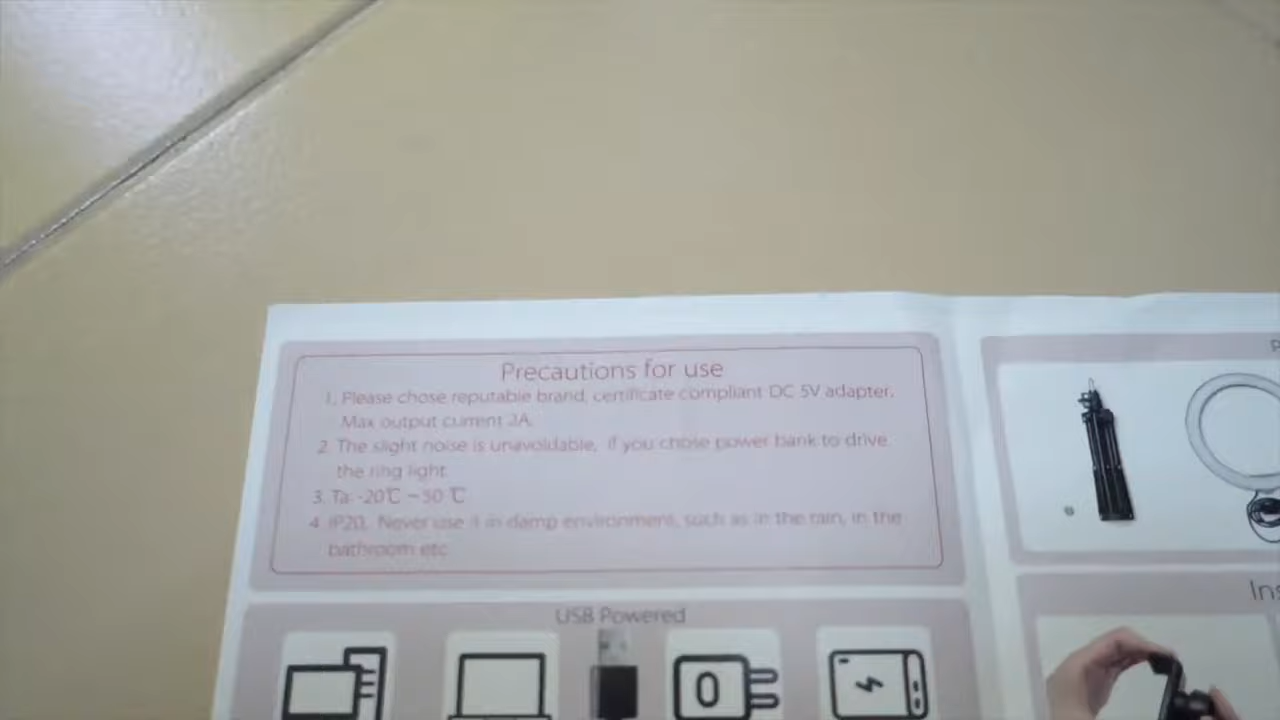 Precautions for use
1. Please chose reputable brand, certificate compliant DC 5V adapter.
Max output current 2A.
2. The slight noise is unavoidable, if you chose power bank to drive
the ring light.
3. Ta: -20℃ ~50 ℃
4. IP20, Never use it in damp environment, such as in the rain, in the
bathroom etc
USB Powered